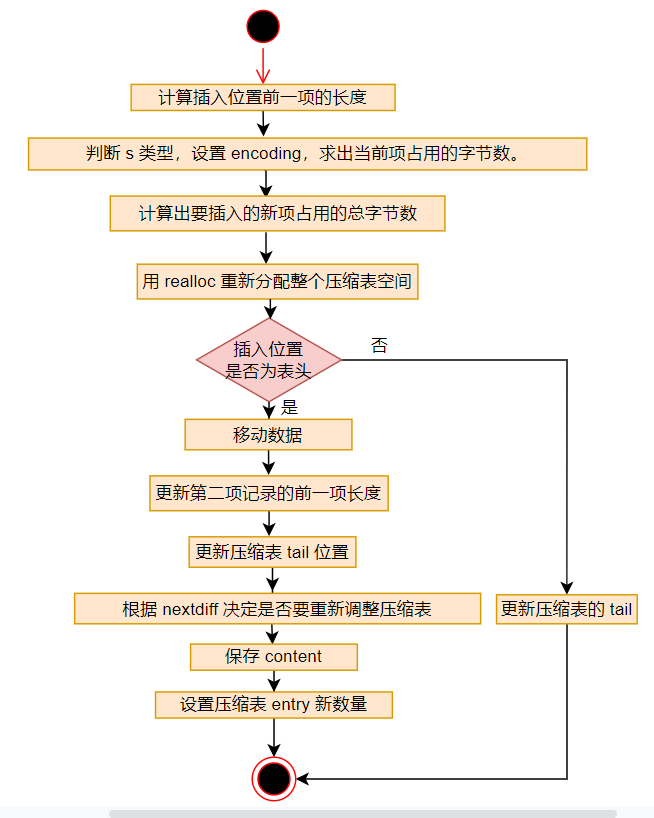 计算插入位置前一项的长度
判断 s 类型，设置 encoding，求出当前项占用的字节数。
计算出要插入的新项占用的总字节数
用 realloc 重新分配整个压缩表空间
插入位置
是否为表头
否
是
移动数据
更新第二项记录的前一项长度
更新压缩表 tail 位置
根据 nextdiff 决定是否要重新调整压缩表
更新压缩表的 tail
保存 content
设置压缩表 entry 新数量